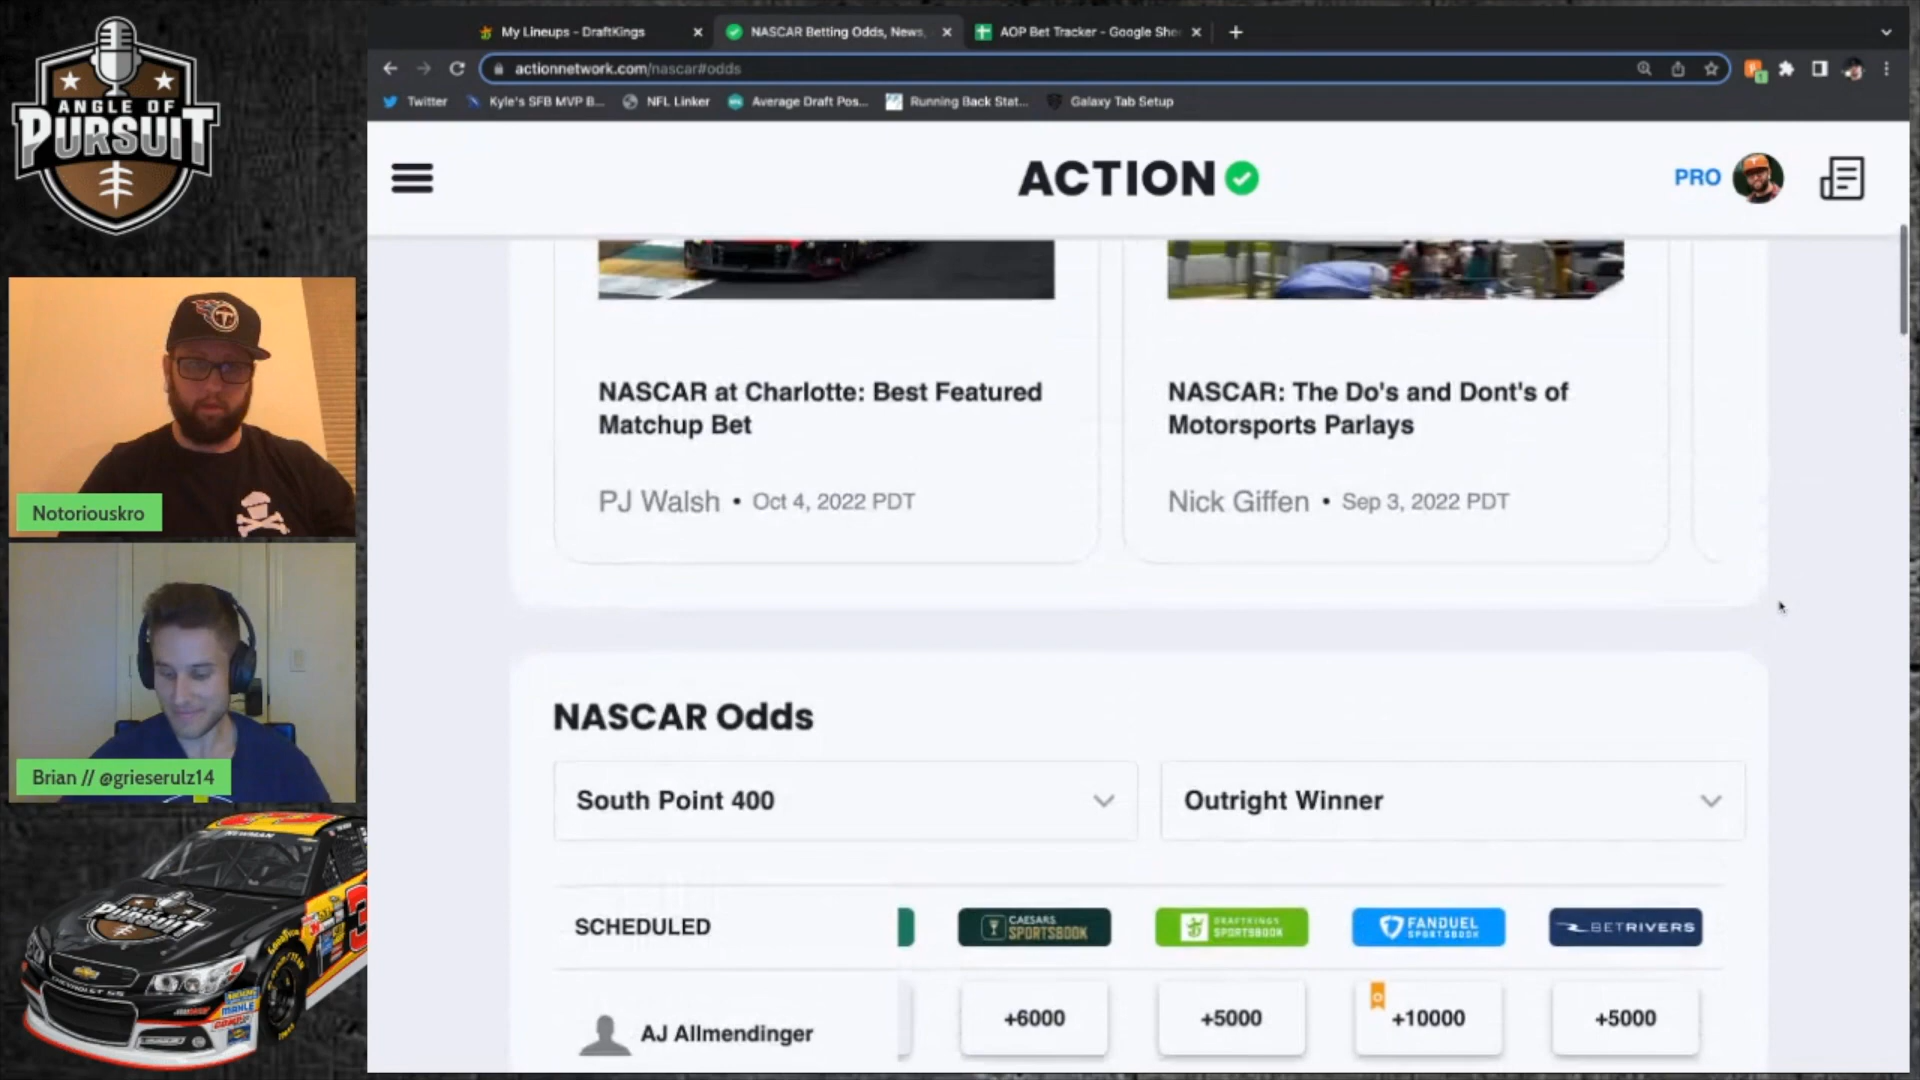 ANGLE OF
PURSUIT
Notoriouskro
Brian // @grieserulz14
NEWMAN
PURSUIT
CHEVROLET SS
My Lineups - DraftKings
NASCAR Betting Odds, News,
AOP Bet Tracker - Google She
actionnetwork.com/nascar#odds
Twitter
Kyle's SFB MVP B...
NFL Linker
Average Draft Pos...
Running Back Stat...
Galaxy Tab Setup
ACTION
PRO
NASCAR at Charlotte: Best Featured
Matchup Bet
PJ Walsh • Oct 4, 2022 PDT
NASCAR: The Do's and Dont's of
Motorsports Parlays
Nick Giffen • Sep 3, 2022 PDT
NASCAR Odds
South Point 400
Outright Winner
SCHEDULED
CAESARS
SPORTSBOOK
DRAFTKINGS
SPORTSBOOK
FANDUEL
SPORTSBOOK
BETRIVERS
AJ Allmendinger
+6000
+5000
+10000
+5000